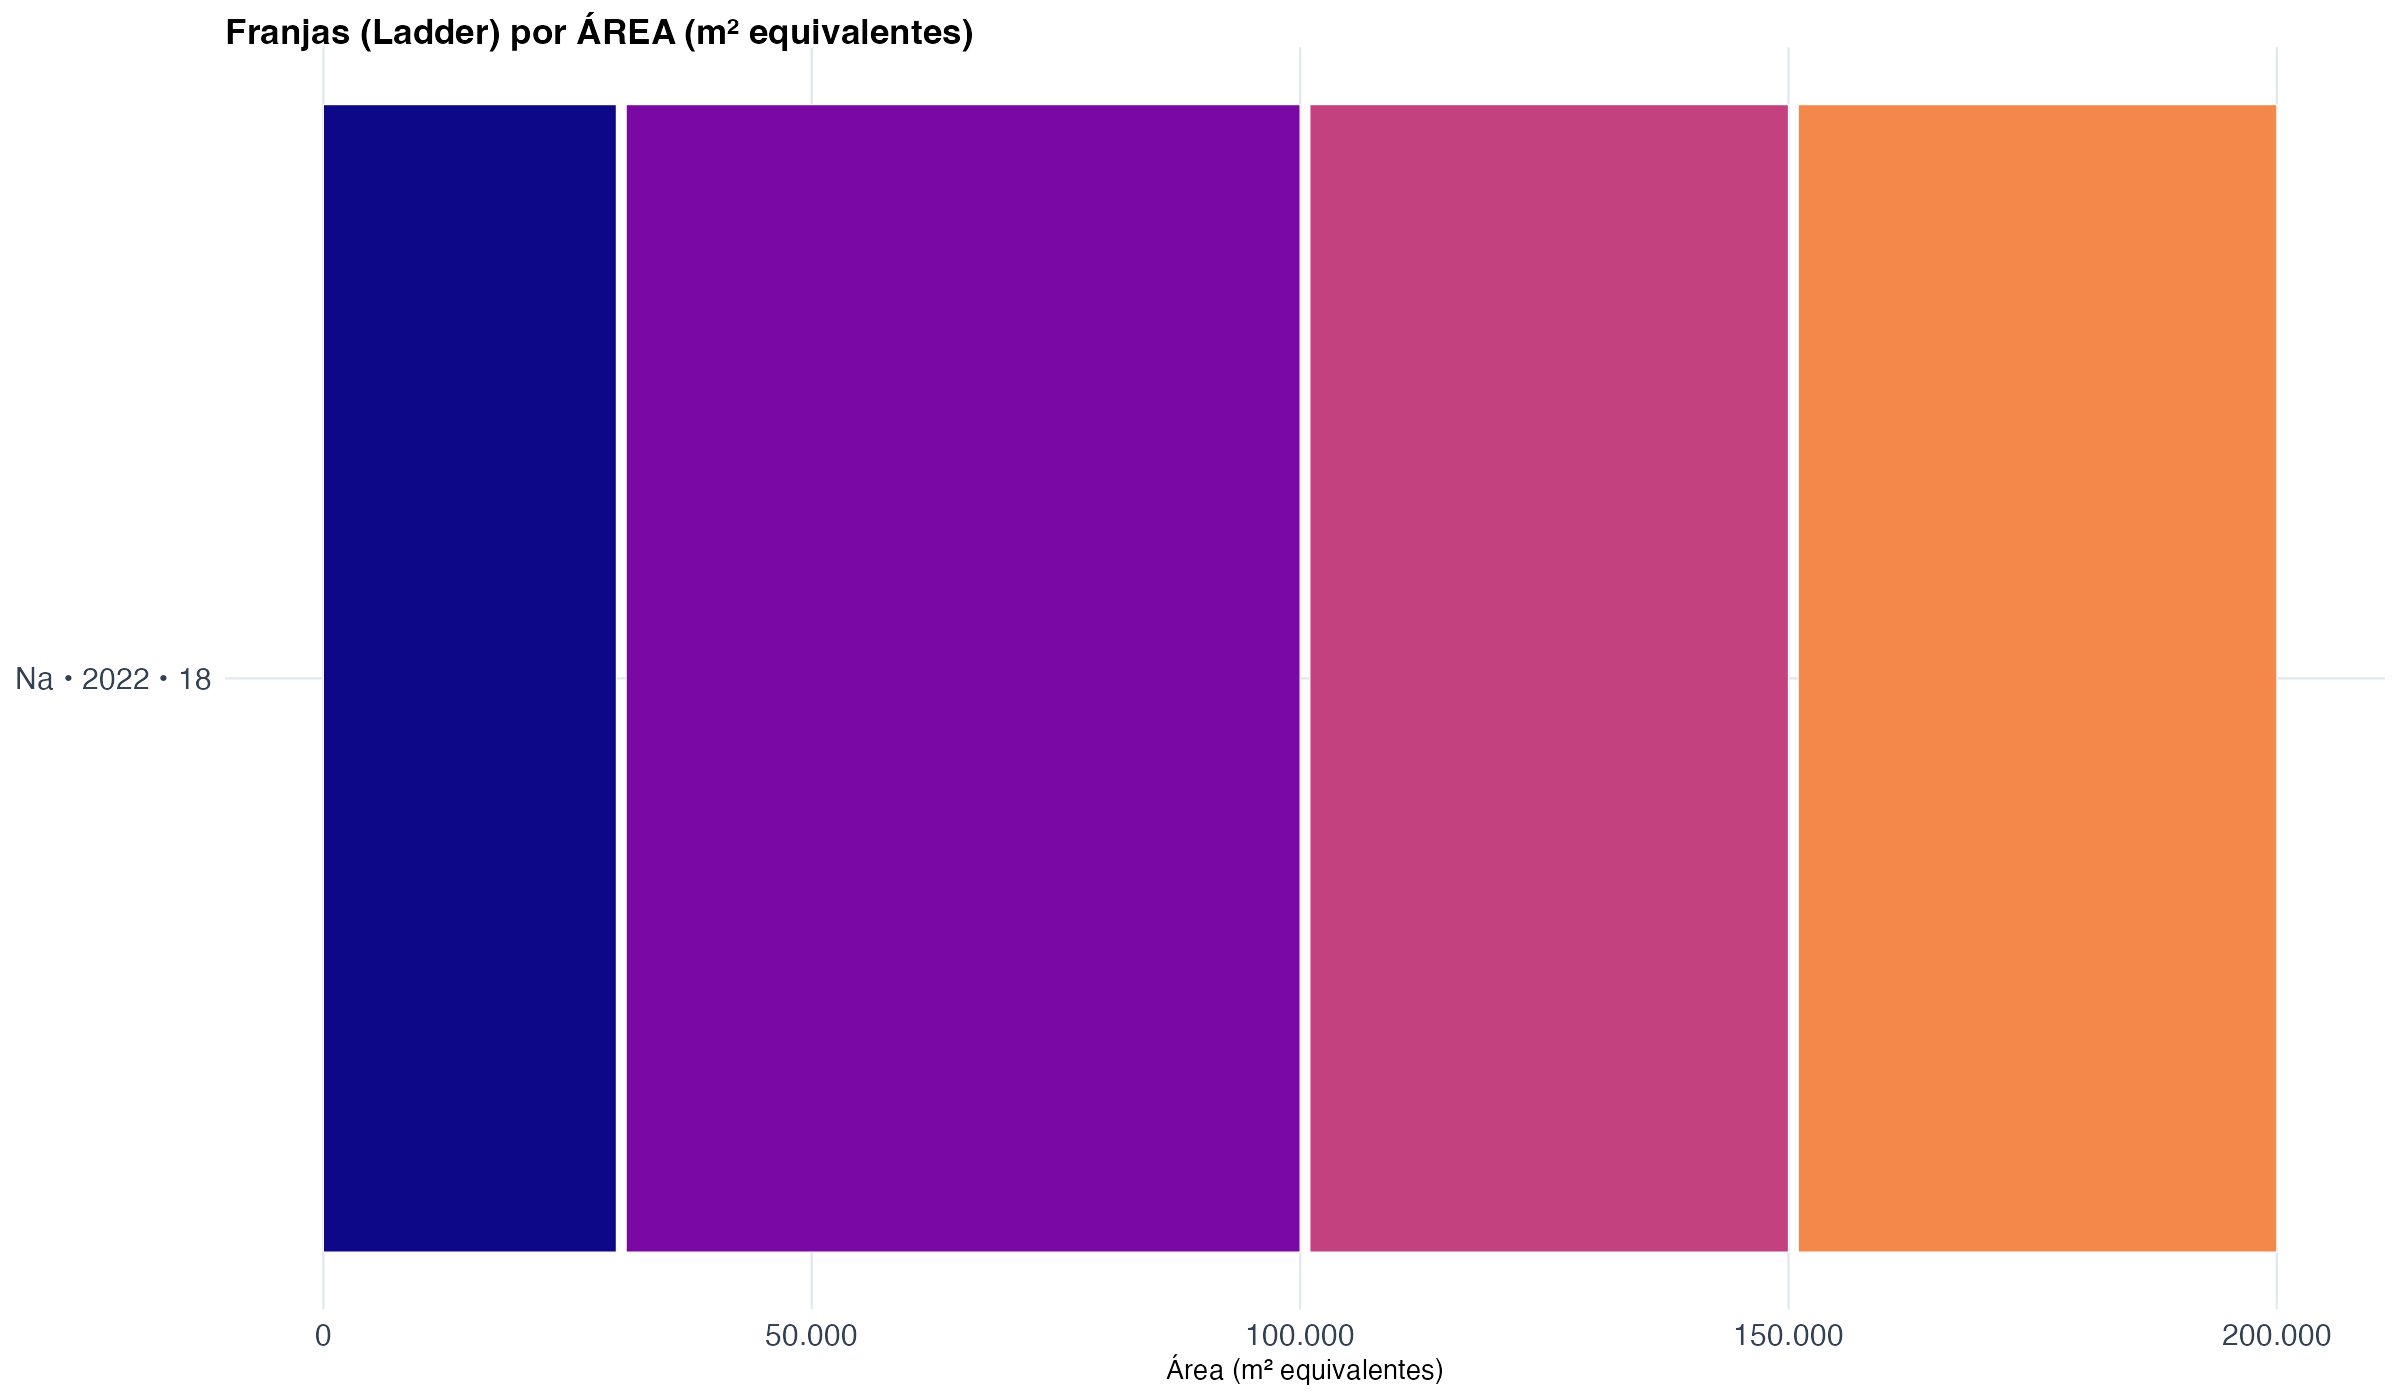 Franjas (Ladder) por ÁREA (m² equivalentes)
Na • 2022 • 18
0
50.000
100.000
150.000
200.000
Área (m² equivalentes)